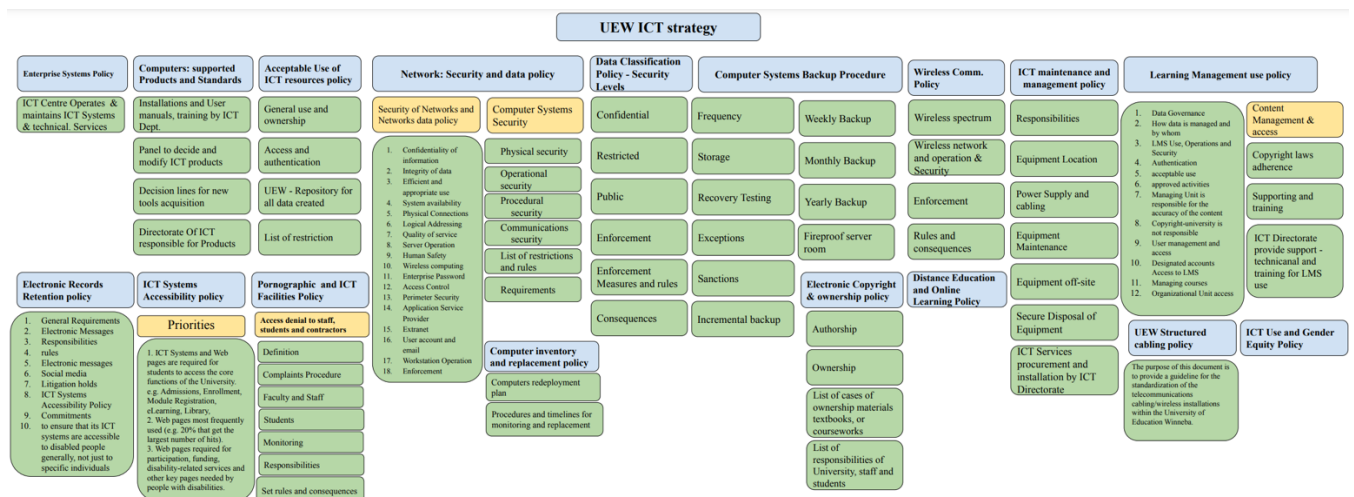 UEW ICT strategy
Enterprise Systems Policy
ICT Centre Operates &
maintains ICT Systems
& technical. Services
Computers: supported
Products and Standards
Installations and User
manuals, training by ICT
Dept.
Panel to decide and
modify ICT products
Decision lines for new
tools acquisition
Directorate Of ICT
responsible for Products
Acceptable Use of
ICT resources policy
General use and
ownership
Access and
authentication
UEW - Repository for
all data created
List of restriction
Network: Security and data policy
Security of Networks and
Networks data policy
1. Confidentiality of
information
2. Integrity of data
3. Efficient and
appropriate use
4. System availability
5. Physical Connections
6. Logical Addressing
7. Quality of service
8. Server Operation
9. Human Safety
10. Wireless computing
11. Enterprise Password
12. Access Control
13. Perimeter Security
14. Application Service
Provider
15. Extranet
16. User account and
email
17. Workstation Operation
18. Enforcement
Computer Systems
Security
Physical security
Operational
security
Procedural
security
Communications
security
List of restrictions
and rules
Requirements
Computer inventory
and replacement policy
Computers redeployment
plan
Procedures and timelines for
monitoring and replacement
Data Classification
Policy - Security
Levels
Confidential
Restricted
Public
Enforcement
Enforcement
Measures and rules
Consequences
Computer Systems Backup Procedure
Frequency
Storage
Recovery Testing
Exceptions
Sanctions
Incremental backup
Weekly Backup
Monthly Backup
Yearly Backup
Fireproof server
room
Electronic Copyright
& ownership policy
Authorship
Ownership
List of cases of
ownership materials
textbooks, or
courseworks
List of
responsibilities of
University, staff and
students
Wireless Comm.
Policy
Wireless spectrum
Wireless network
and operation &
Security
Enforcement
Rules and
consequences
Distance Education
and Online
Learning Policy
ICT maintenance and
management policy
Responsibilities
Equipment Location
Power Supply and
cabling
Equipment
Maintenance
Equipment off-site
Secure Disposal of
Equipment
ICT Services
procurement and
installation by ICT
Directorate
Learning Management use policy
1. Data Governance
2. How data is managed and
by whom
3. LMS Use, Operations and
Security
4. Authentication
5. acceptable use
6. approved activities
7. Managing Unit is
responsible for the
accuracy of the content
8. Copyright-university is
not responsible
9. User management and
access
10. Designated accounts
Access to LMS
11. Managing courses
12. Organizational Unit access
Content
Management &
access
Copyright laws
adherence
Supporting and
training
ICT Directorate
provide support -
technicanal and
training for LMS
use
UEW Structured
cabling policy
The purpose of this document is
to provide a guideline for the
standardization of the
telecommunications
cabling/wireless installations
within the University of
Education Winneba.
ICT Use and Gender
Equity Policy
Electronic Records
Retention policy
1. General Requirements
2. Electronic Messages
3. Responsibilities
4. rules
5. Electronic messages
6. Social media
7. Litigation holds
8. ICT Systems
Accessibility Policy
9. Commitments
10. to ensure that its ICT
systems are accessible
to disabled people
generally, not just to
specific individuals
ICT Systems
Accessibility policy
Priorities
1. ICT Systems and Web
pages are required for
students to access the core
functions of the University.
e.g. Admissions, Enrollment,
Module Registration,
eLearning, Library,
2. Web pages most frequently
used (e.g. 20% that get the
largest number of hits).
3. Web pages required for
participation, funding,
disability-related services and
other key pages needed by
people with disabilities.
Pornographic and ICT
Facilities Policy
Access denial to staff,
students and contractors
Definition
Complaints Procedure
Faculty and Staff
Students
Monitoring
Responsibilities
Set rules and consequences